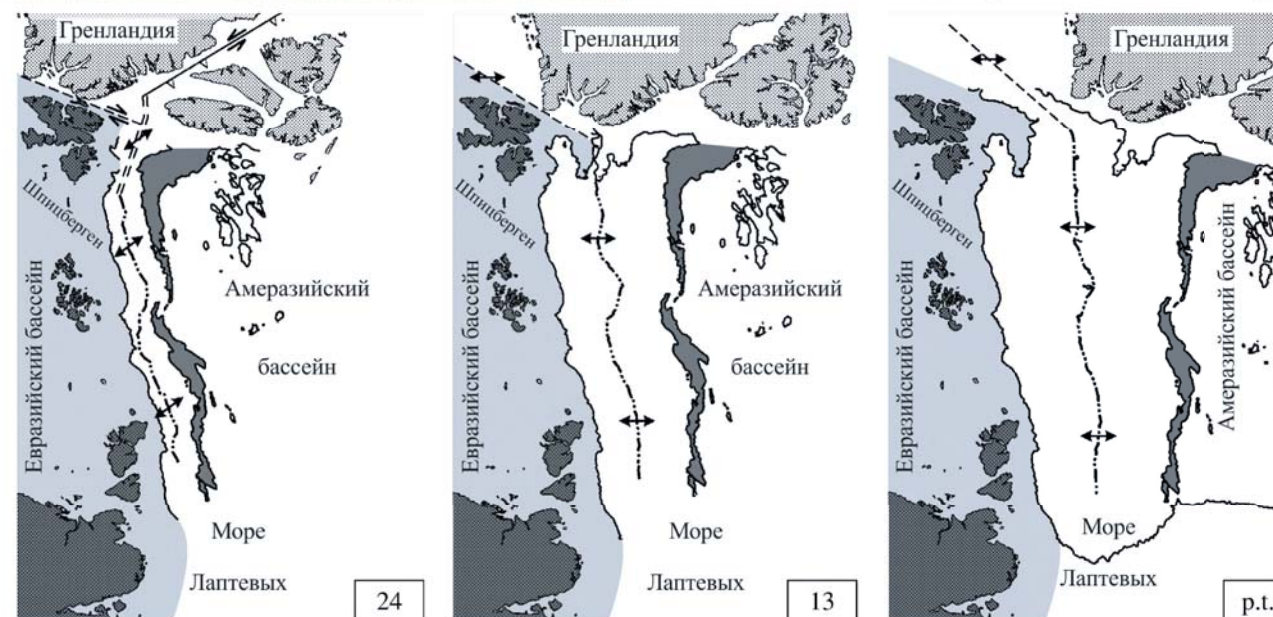 Гренландия
Шпицберген
Евразийский бассейн
Амеразийский
бассейн
Море
Лаптевых
24
Гренландия
Шпицберген
Евразийский бассейн
Амеразийский
бассейн
Море
Лаптевых
13
Гренландия
Шпицберген
Евразийский бассейн
Амеразийский бассейн
Море
Лаптевых
p.t.